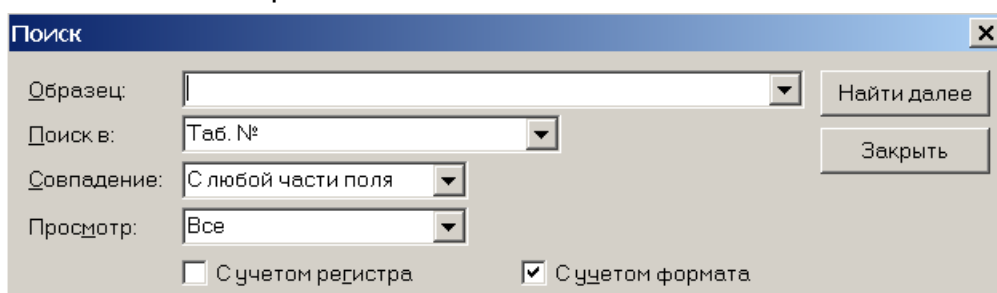 Поиск
Образец: Найти далее
Поиск в: Таб. № Закрыть
Совпадение: С любой части поля
Просмотр: Все
С учетом регистра С учетом формата